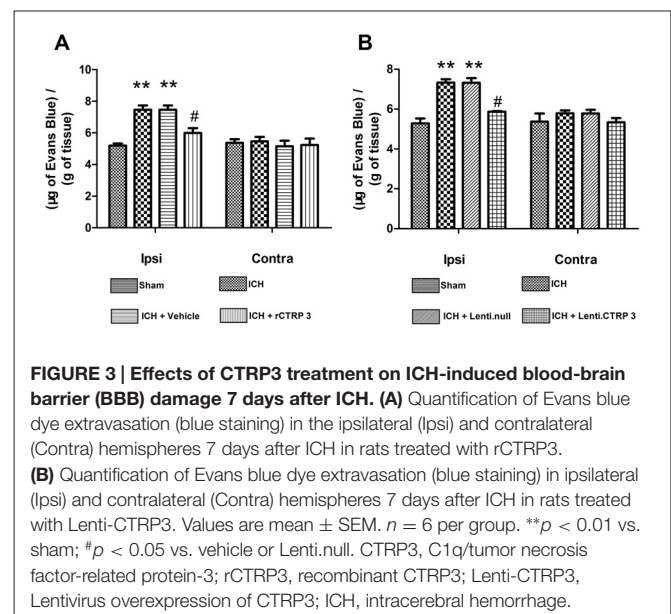 A
B
(µg of Evans Blue) /
(g of tissue)
10
8
6
4
2
0
** ** #
Ipsi Contra
Sham ICH
ICH + Vehicle ICH + rCTRP 3
(µg of Evans Blue) /
(g of tissue)
8
6
4
2
0
** ** #
Ipsi Contra
Sham ICH
ICH + Lenti.null ICH + Lenti.CTRP 3
FIGURE 3 | Effects of CTRP3 treatment on ICH-induced blood-brain
barrier (BBB) damage 7 days after ICH. (A) Quantification of Evans blue
dye extravasation (blue staining) in the ipsilateral (Ipsi) and contralateral
(Contra) hemispheres 7 days after ICH in rats treated with rCTRP3.
(B) Quantification of Evans blue dye extravasation (blue staining) in ipsilateral
(Ipsi) and contralateral (Contra) hemispheres 7 days after ICH in rats treated
with Lenti-CTRP3. Values are mean ± SEM. n = 6 per group. **p < 0.01 vs.
sham; #p < 0.05 vs. vehicle or Lenti.null. CTRP3, C1q/tumor necrosis
factor-related protein-3; rCTRP3, recombinant CTRP3; Lenti-CTRP3,
Lentivirus overexpression of CTRP3; ICH, intracerebral hemorrhage.